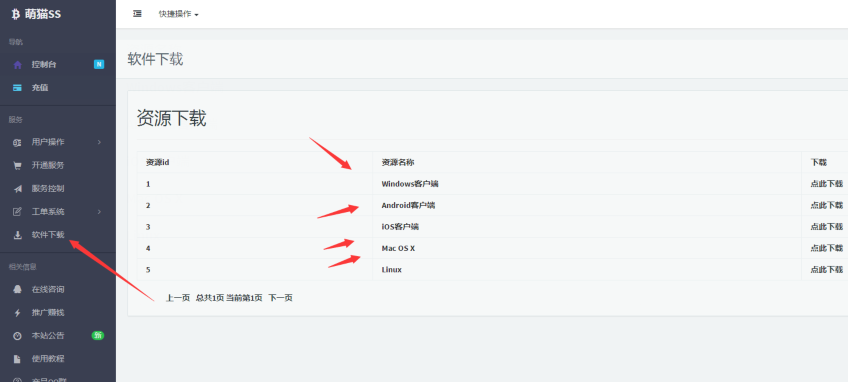 萌猫SS
快捷操作
导航
控制台 N
充值
服务
用户操作
开通服务
服务控制
工单系统
软件下载
相关信息
在线咨询
推广赚钱
本站公告 新
使用教程
软件下载
资源下载
资源id 资源名称 下载
1 Windows客户端 点此下载
2 Android客户端 点此下载
3 iOS客户端 点此下载
4 Mac OS X 点此下载
5 Linux 点此下载
上一页 总共1页 当前第1页 下一页